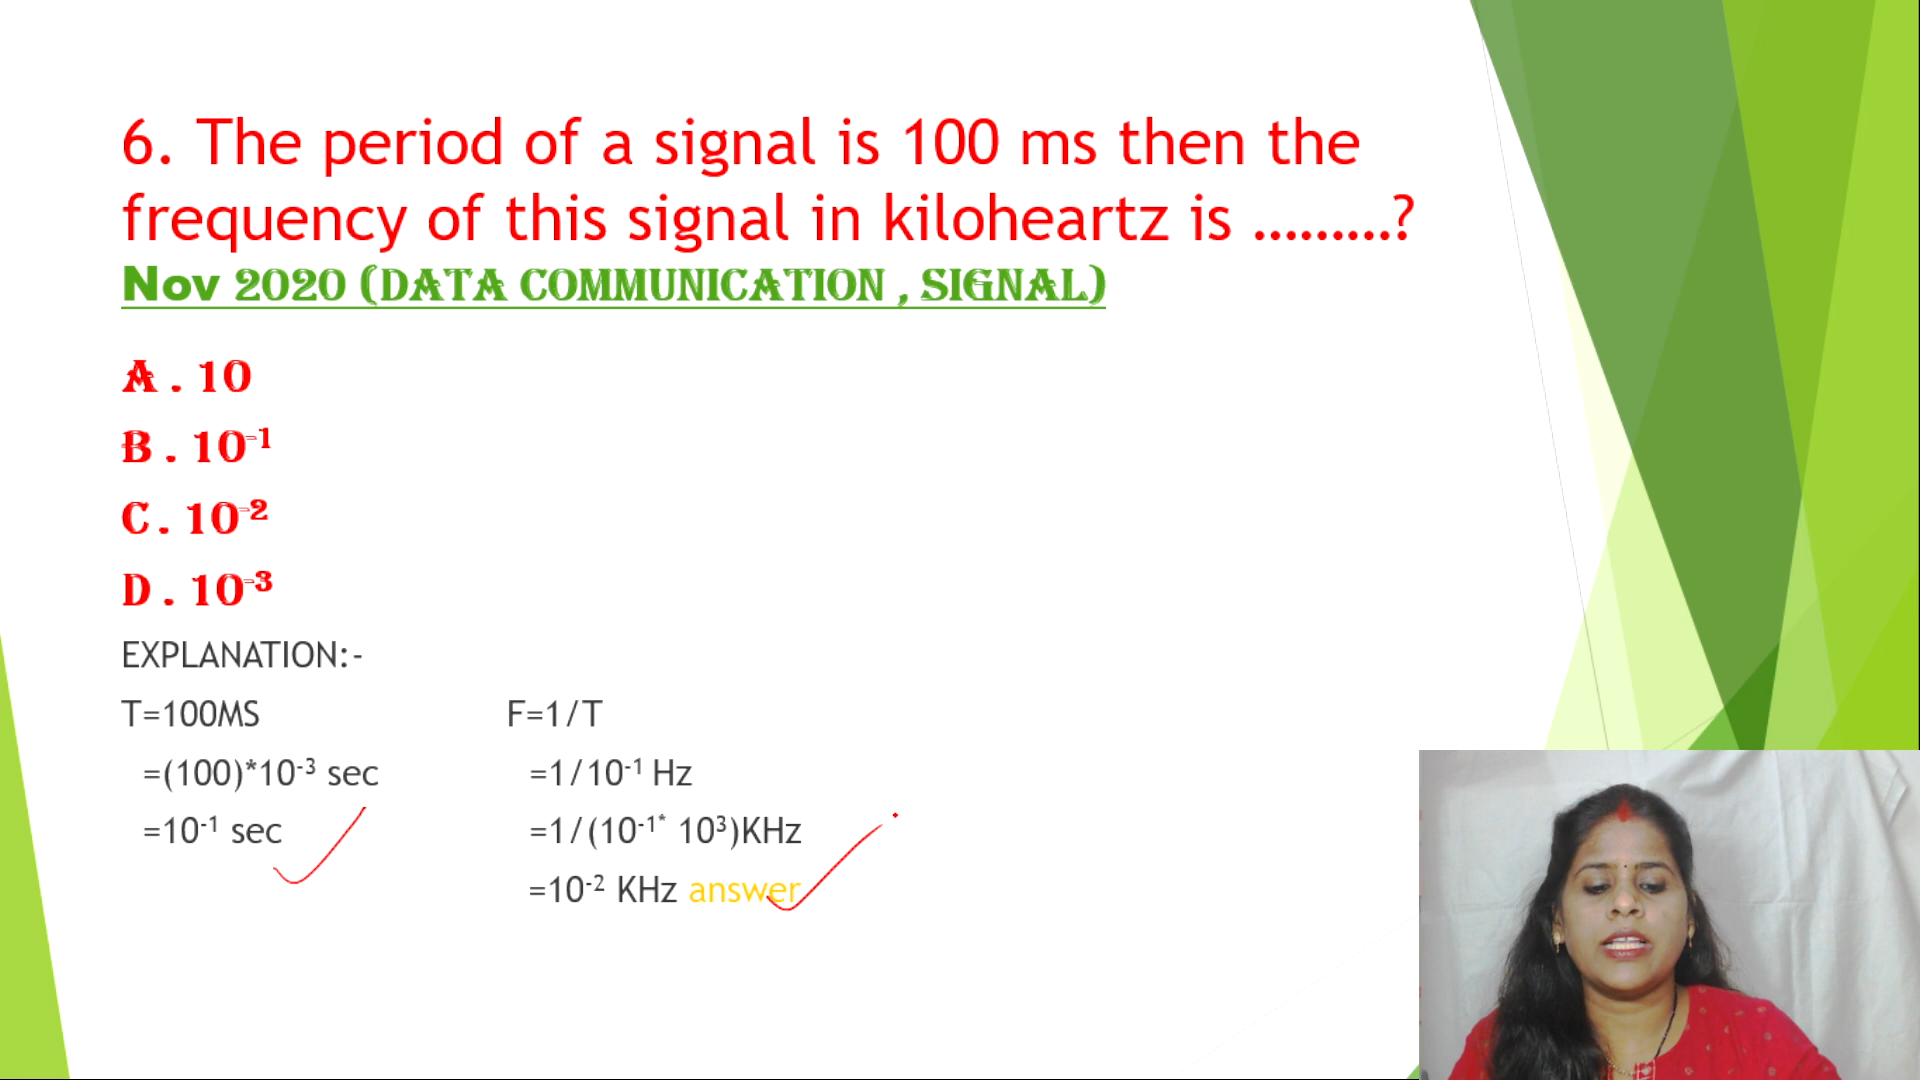 6. The period of a signal is 100 ms then the
frequency of this signal in kiloheartz is .........?
Nov 2020 (DATA COMMUNICATION , SIGNAL)
A . 10
B . 10⁻¹
C . 10⁻²
D . 10⁻³
EXPLANATION:-
T=100MS F=1/T
=(100)*10⁻³ sec =1/10⁻¹ Hz
=10⁻¹ sec =1/(10⁻¹* 10³)KHz
=10⁻² KHz answer